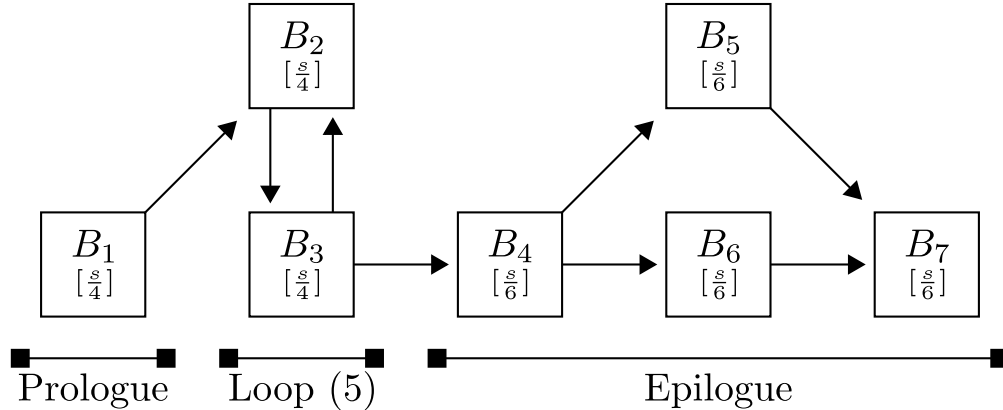 B₂
[s/4]
B₅
[s/6]
B₁
[s/4]
B₃
[s/4]
B₄
[s/6]
B₆
[s/6]
B₇
[s/6]
Prologue
Loop (5)
Epilogue